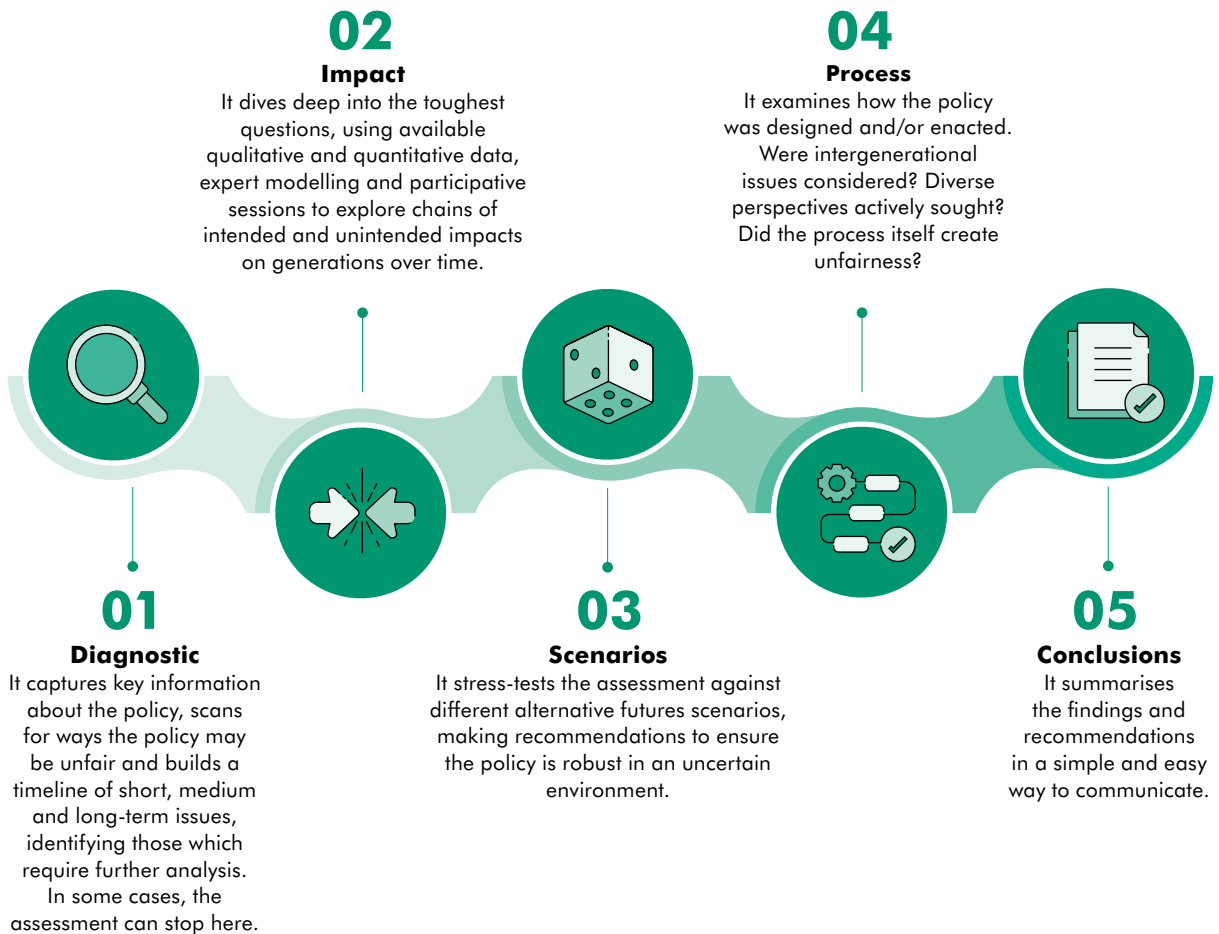 01
Diagnostic
It captures key information
about the policy, scans
for ways the policy may
be unfair and builds a
timeline of short, medium
and long-term issues,
identifying those which
require further analysis.
In some cases, the
assessment can stop here.
02
Impact
It dives deep into the toughest
questions, using available
qualitative and quantitative data,
expert modelling and participative
sessions to explore chains of
intended and unintended impacts
on generations over time.
03
Scenarios
It stress-tests the assessment against
different alternative futures scenarios,
making recommendations to ensure
the policy is robust in an uncertain
environment.
04
Process
It examines how the policy
was designed and/or enacted.
Were intergenerational
issues considered? Diverse
perspectives actively sought?
Did the process itself create
unfairness?
05
Conclusions
It summarises
the findings and
recommendations
in a simple and easy
way to communicate.